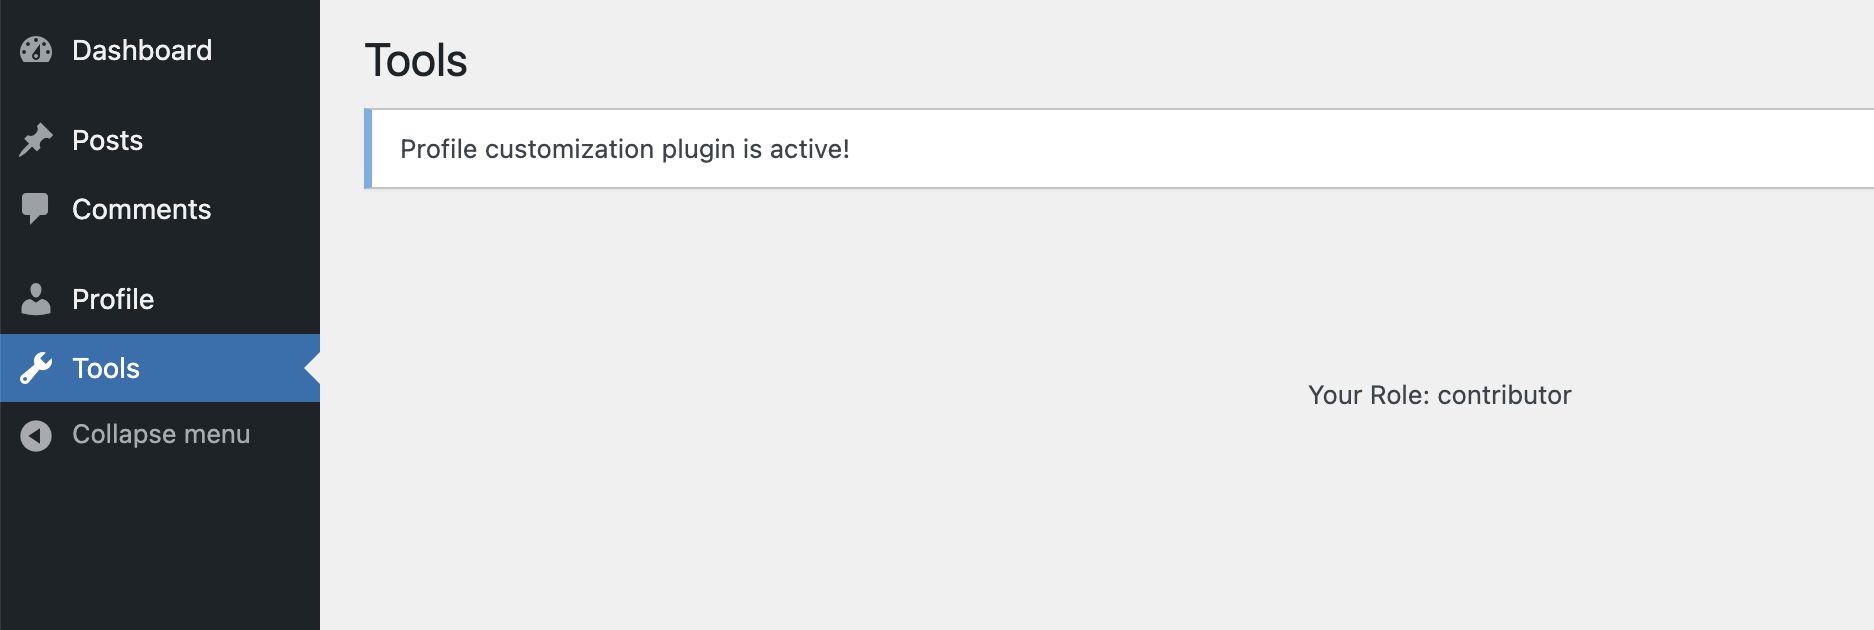 Dashboard
Posts
Comments
Profile
Tools
Collapse menu
Tools
Profile customization plugin is active!
Your Role: contributor